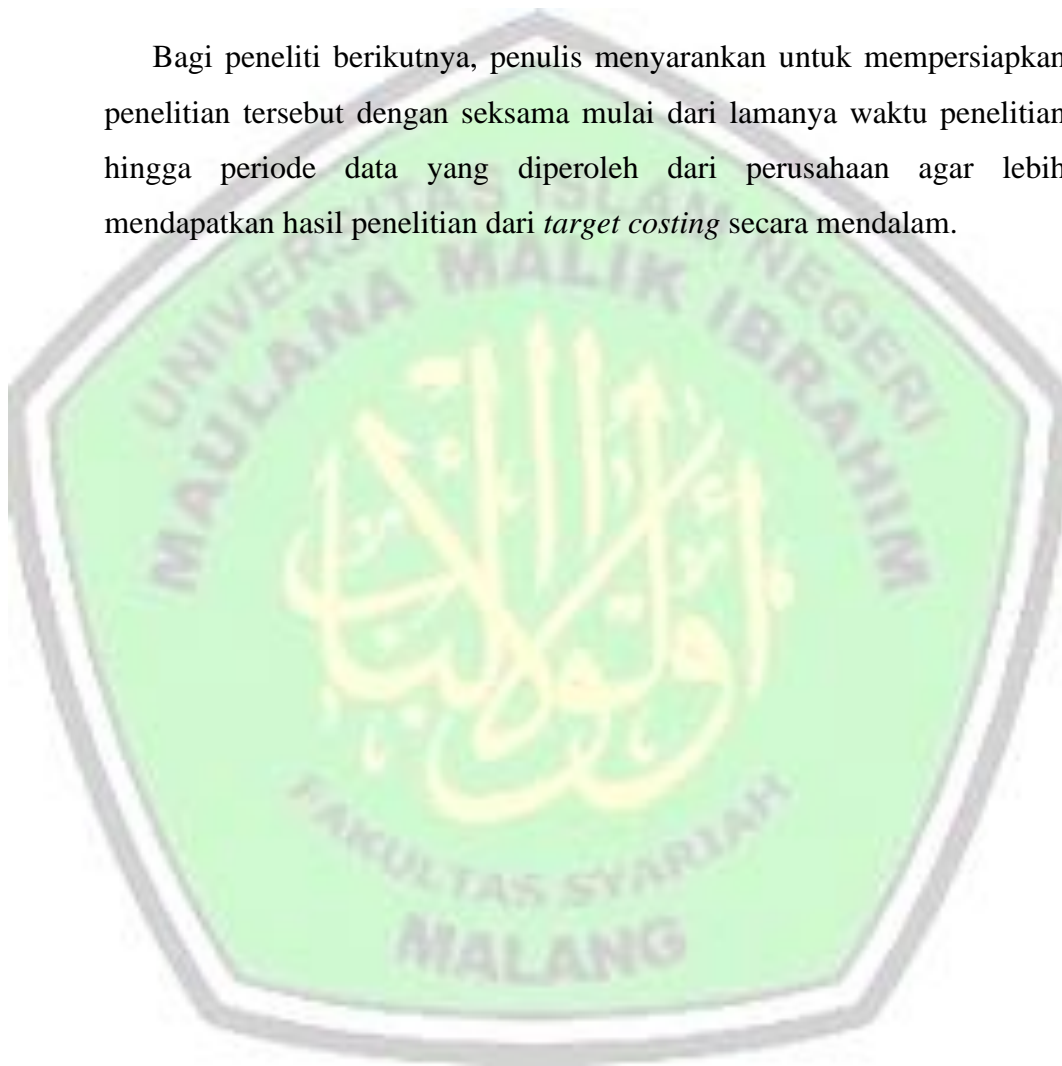 Bagi peneliti berikutnya, penulis menyarankan untuk mempersiapkan
penelitian tersebut dengan seksama mulai dari lamanya waktu penelitian
hingga periode data yang diperoleh dari perusahaan agar lebih
mendapatkan hasil penelitian dari target costing secara mendalam.
UNIVERSITAS ISLAM NEGERI
MAULANA MALIK IBRAHIM
FAKULTAS SYARIAH
MALANG